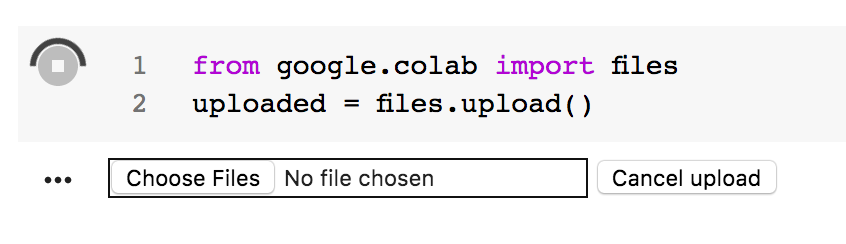 1 from google.colab import files
2 uploaded = files.upload()
••• Choose Files No file chosen Cancel upload